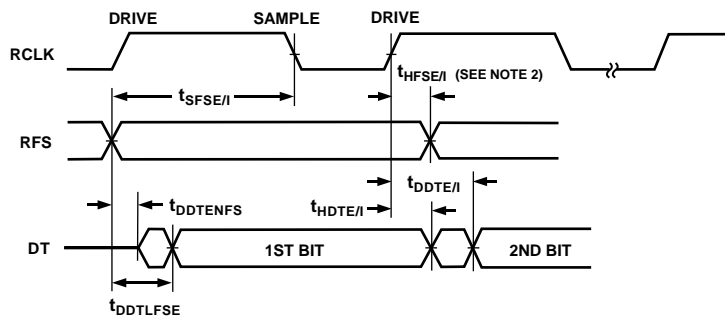 DRIVE SAMPLE DRIVE
RCLK
tHFSE/I (SEE NOTE 2)
tSFSE/I
RFS
tDDTE/I
tDDTENFS
tHDTE/I
DT 1ST BIT 2ND BIT
tDDTLFSE